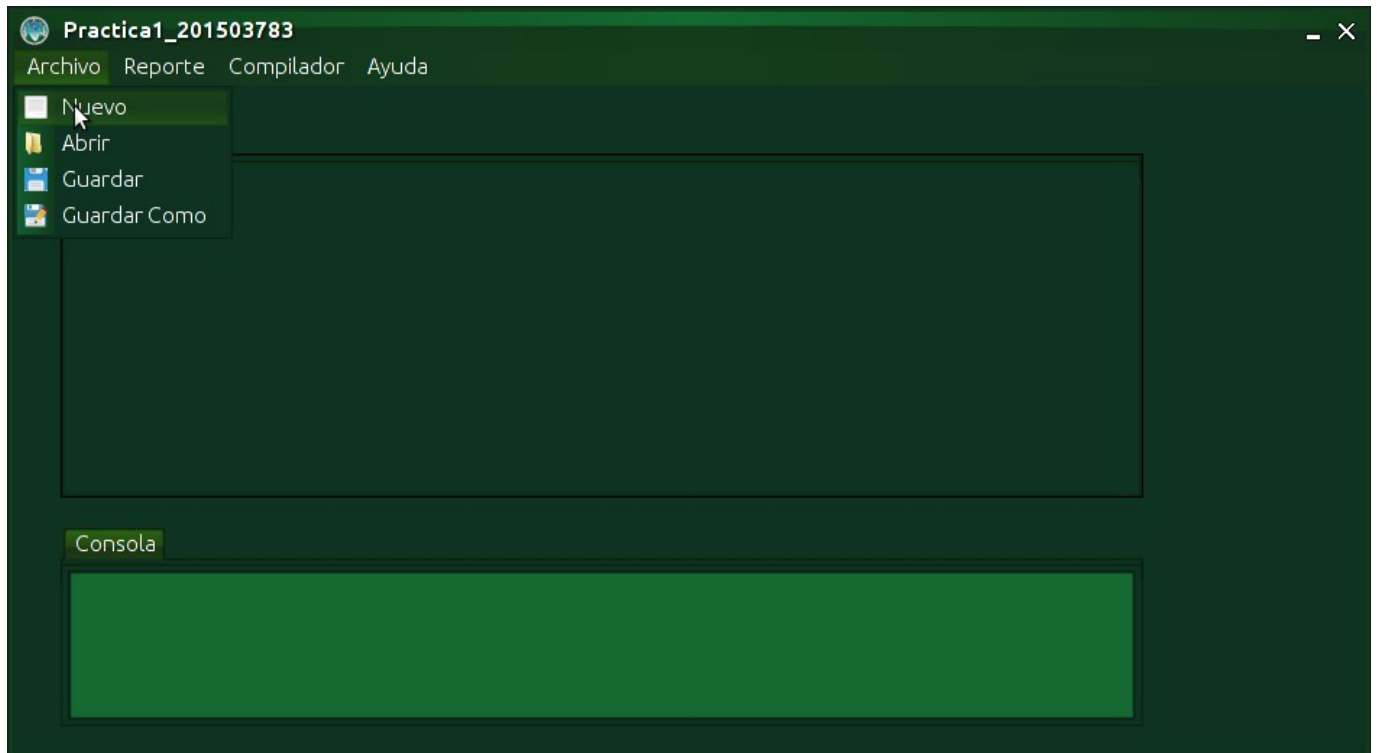 Practica1_201503783
Archivo Reporte Compilador Ayuda
Nuevo
Abrir
Guardar
Guardar Como
Consola